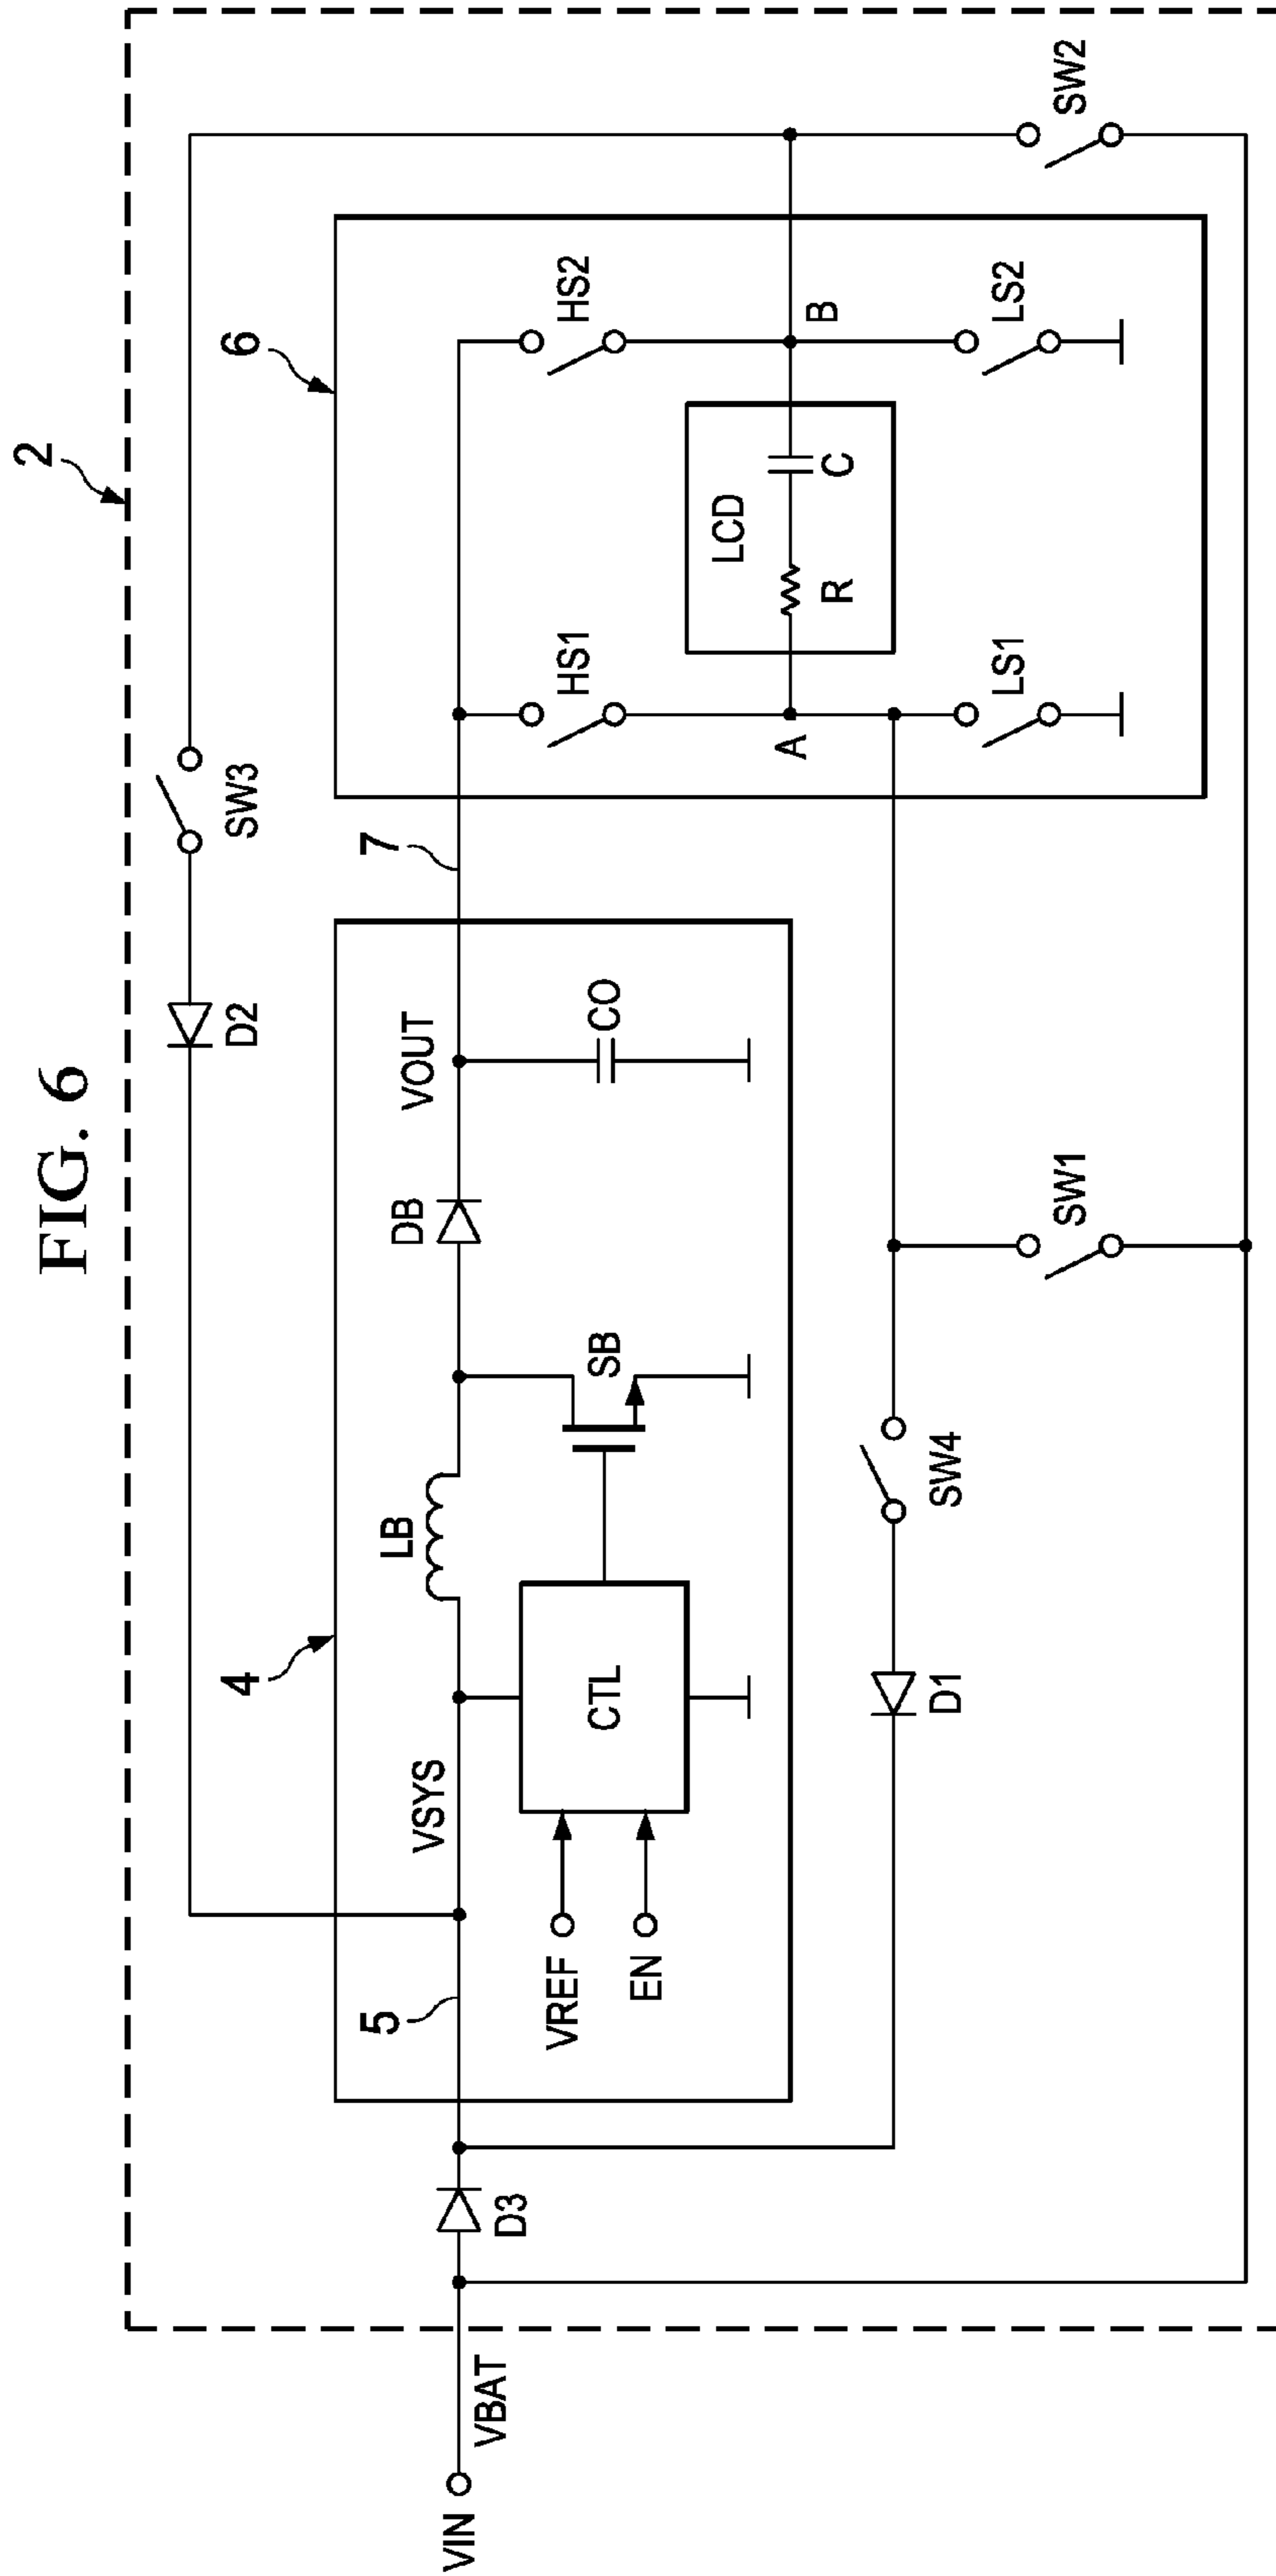 FIG. 6
2
SW3
D2
4
6
5
7
VIN
VBAT
D3
VSYS
LB
DB
VOUT
VREF
EN
CTL
SB
CO
HS1
HS2
LCD
R
C
A
B
LS1
LS2
D1
SW4
SW1
SW2